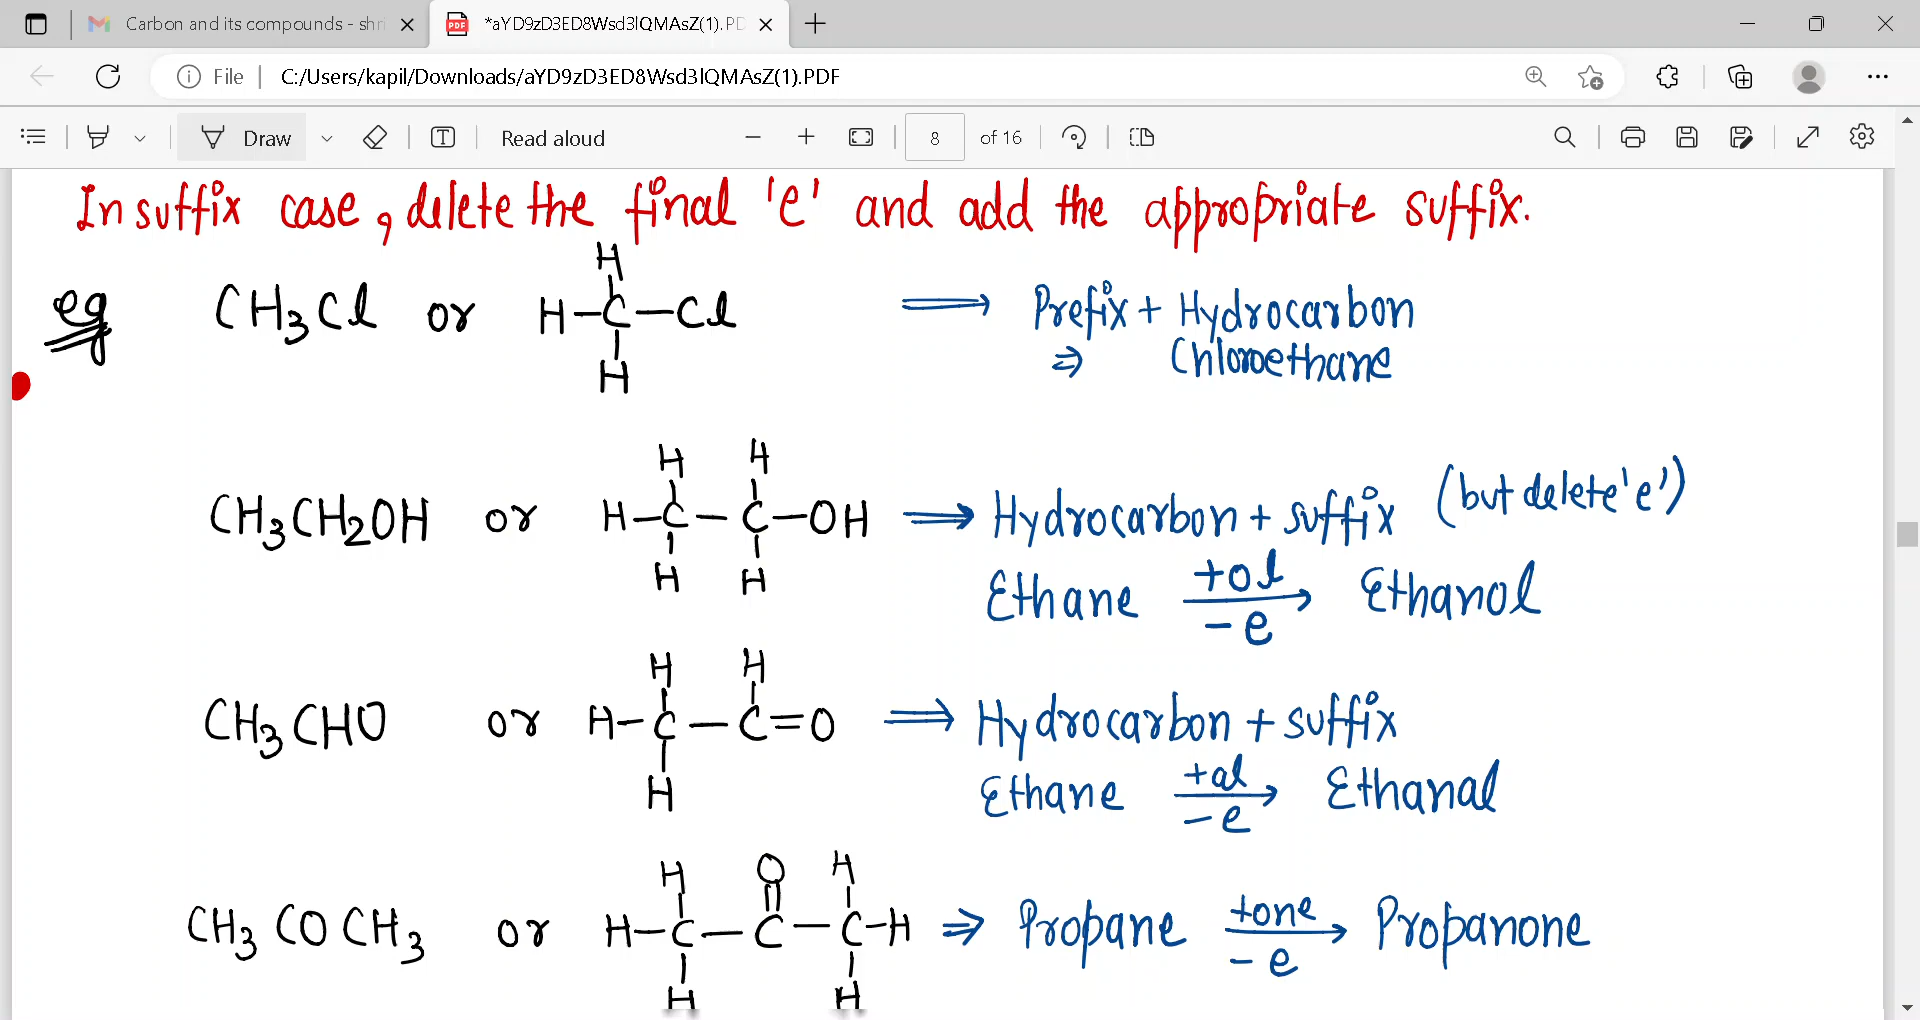 Carbon and its compounds - shri
*aYD9zD3ED8Wsd3lQMAsZ(1).PD
File C:/Users/kapil/Downloads/aYD9zD3ED8Wsd3lQMAsZ(1).PDF
Draw T Read aloud 8 of 16
In suffix case, delete the final 'e' and add the appropriate suffix.
eg CH₃Cl or H-C-Cl ⟹ Prefix + Hydrocarbon
H
H
⇒ Chloroethane
CH₃CH₂OH or H-C-C-OH ⟹ Hydrocarbon + suffix (but delete 'e')
H H
H H
Ethane +ol -e → Ethanol
CH₃CHO or H-C-C=O ⟹ Hydrocarbon + suffix
H H
H
Ethane +al -e → Ethanal
CH₃COCH₃ or H-C-C-C-H ⇒ Propane +one -e → Propanone
H O H
H H